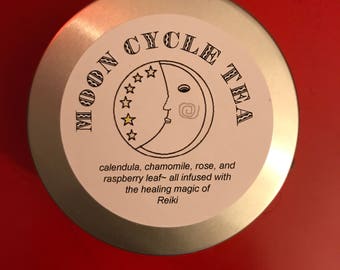 MOON CYCLE TEA
calendula, chamomile, rose, and
raspberry leaf~ all infused with
the healing magic of
Reiki